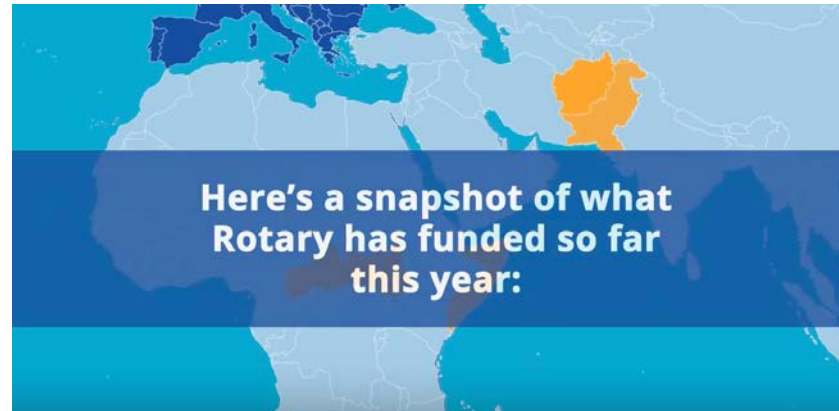 Here’s a snapshot of what
Rotary has funded so far
this year: